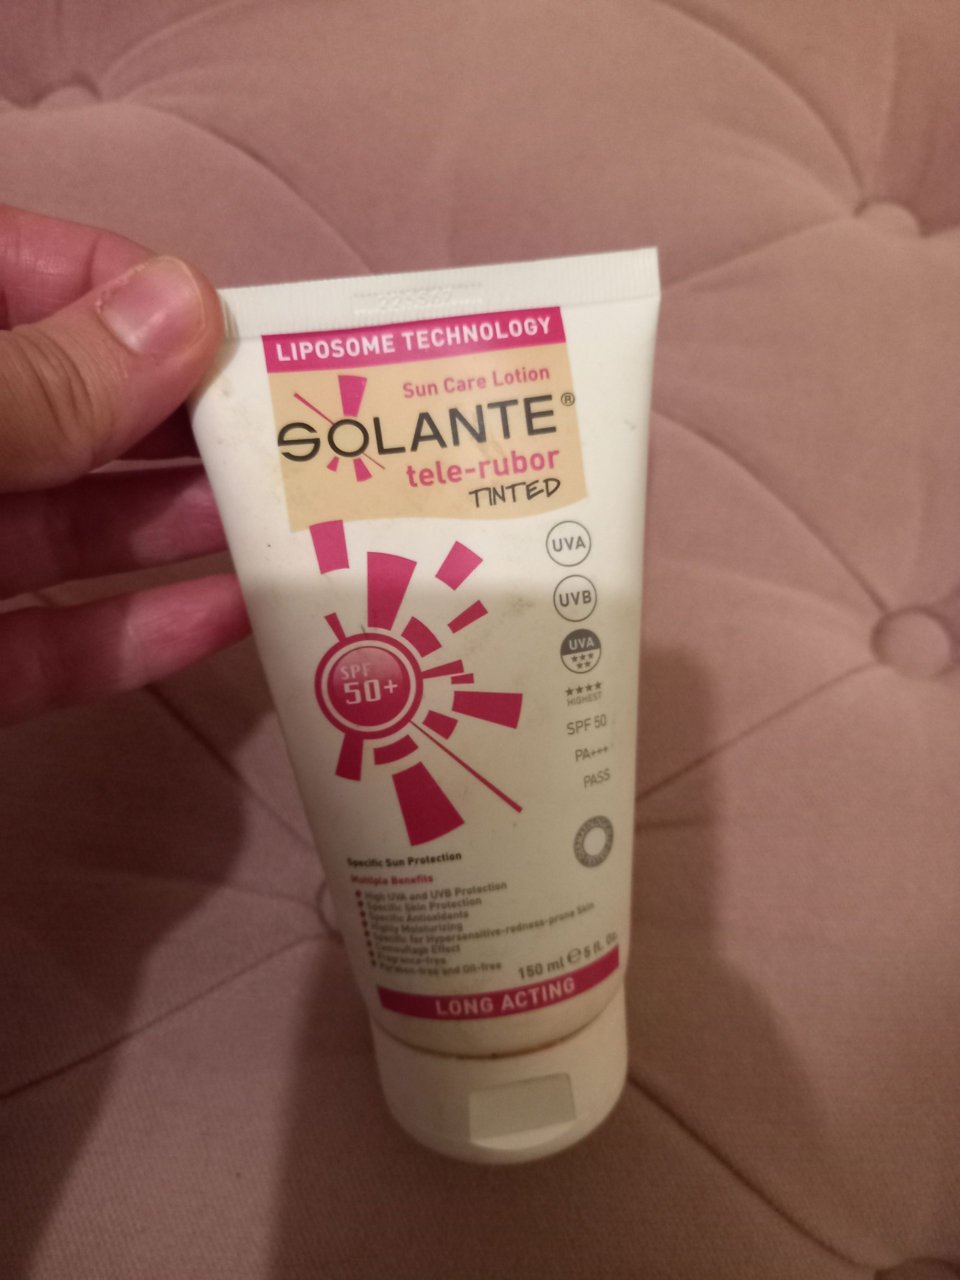 LIPOSOME TECHNOLOGY
Sun Care Lotion
SOLANTE®
tele-rubor
TINTED
UVA
UVB
UVA
HIGHEST
SPF 50
PA+++
PASS
SPF
50+
Specific Sun Protection
Multiple Benefits
High UVA and UVB Protection
Specific Skin Protection
Specific Antioxidants
Highly Moisturizing
Specific for Hypersensitive-redness-prone Skin
Camouflage Effect
Fragrance-free
Paraben-free and Oil-free
150 ml ℮ 5 fl. Oz.
LONG ACTING